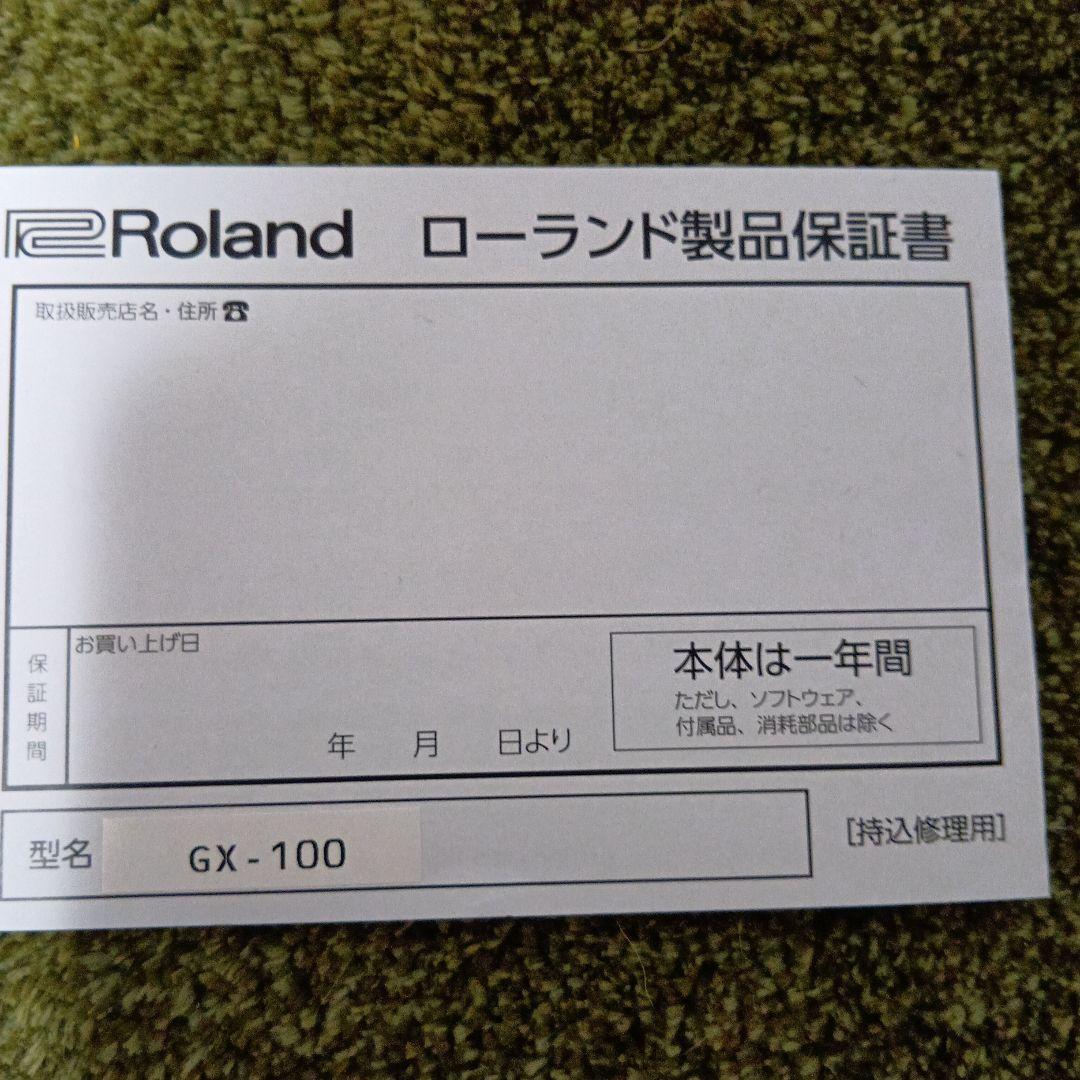 Roland ローランド製品保証書
取扱販売店名・住所☎
保証期間
お買い上げ日
年 月 日より
本体は一年間
ただし、ソフトウェア、
付属品、消耗部品は除く
型名 GX-100
[持込修理用]